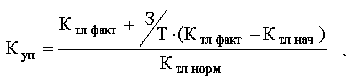 К уп = (К тл факт + 3/Т · (К тл факт − К тл нач)) / К тл норм .